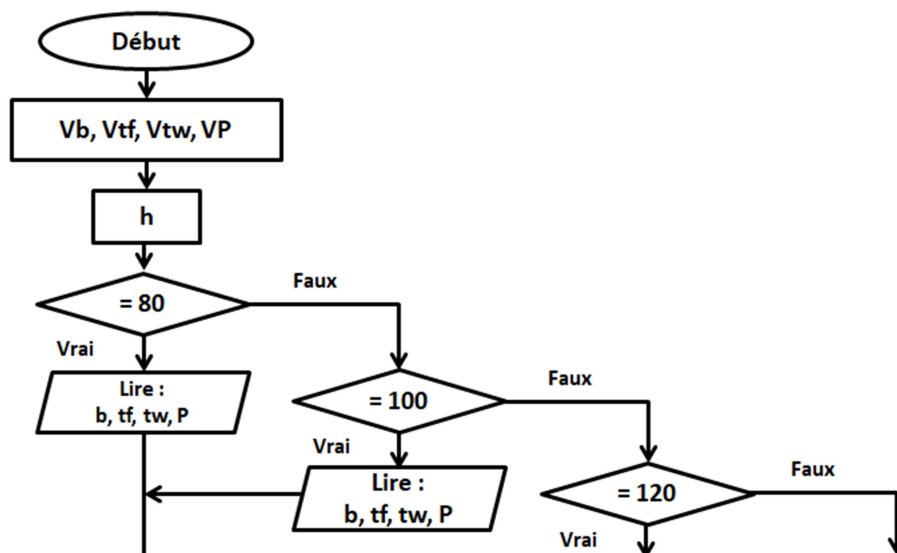 Début
Vb, Vtf, Vtw, VP
h
= 80
Faux
Vrai
Lire :
b, tf, tw, P
= 100
Faux
Vrai
Lire :
b, tf, tw, P
= 120
Faux
Vrai